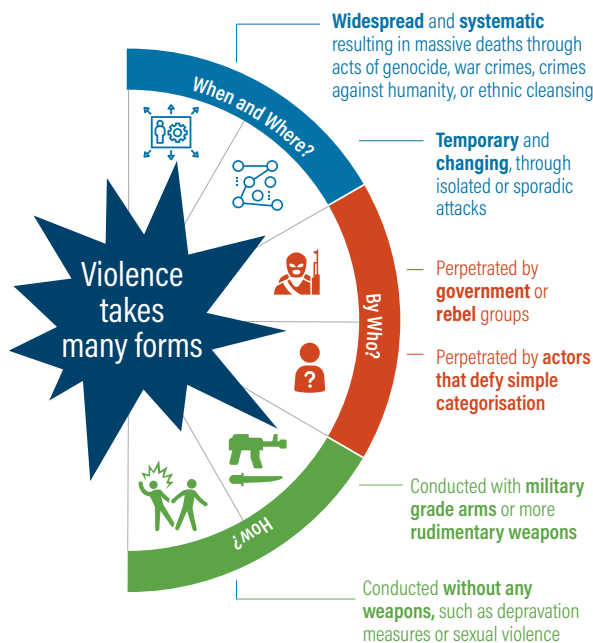 Widespread and systematic
resulting in massive deaths through
acts of genocide, war crimes, crimes
against humanity, or ethnic cleansing
When and Where?
Temporary and
changing, through
isolated or sporadic
attacks
Violence
takes
many forms
By Who?
Perpetrated by
government or
rebel groups
?
Perpetrated by actors
that defy simple
categorisation
How?
Conducted with military
grade arms or more
rudimentary weapons
Conducted without any
weapons, such as depravation
measures or sexual violence